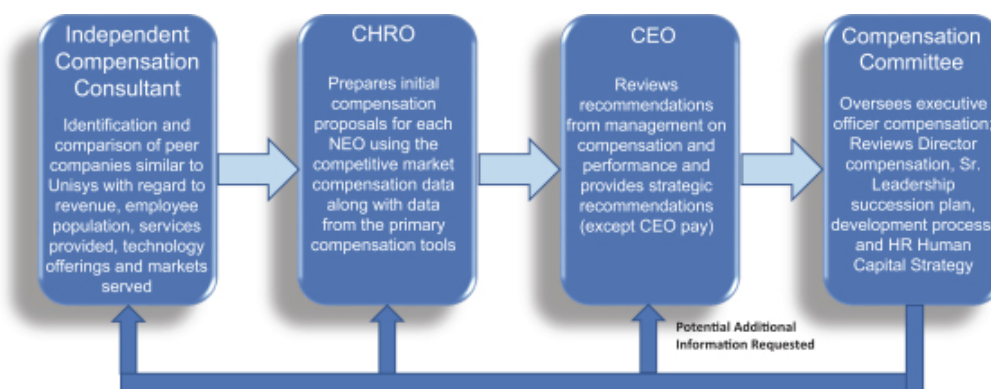 Independent
Compensation
Consultant
Identification and
comparison of peer
companies similar to
Unisys with regard to
revenue, employee
population, services
provided, technology
offerings and markets
served
CHRO
Prepares initial
compensation
proposals for each
NEO using the
competitive market
compensation data
along with data
from the primary
compensation tools
CEO
Reviews
recommendations
from management on
compensation and
performance and
provides strategic
recommendations
(except CEO pay)
Compensation
Committee
Oversees executive
officer compensation;
Reviews Director
compensation, Sr.
Leadership
succession plan,
development process
and HR Human
Capital Strategy
Potential Additional
Information Requested